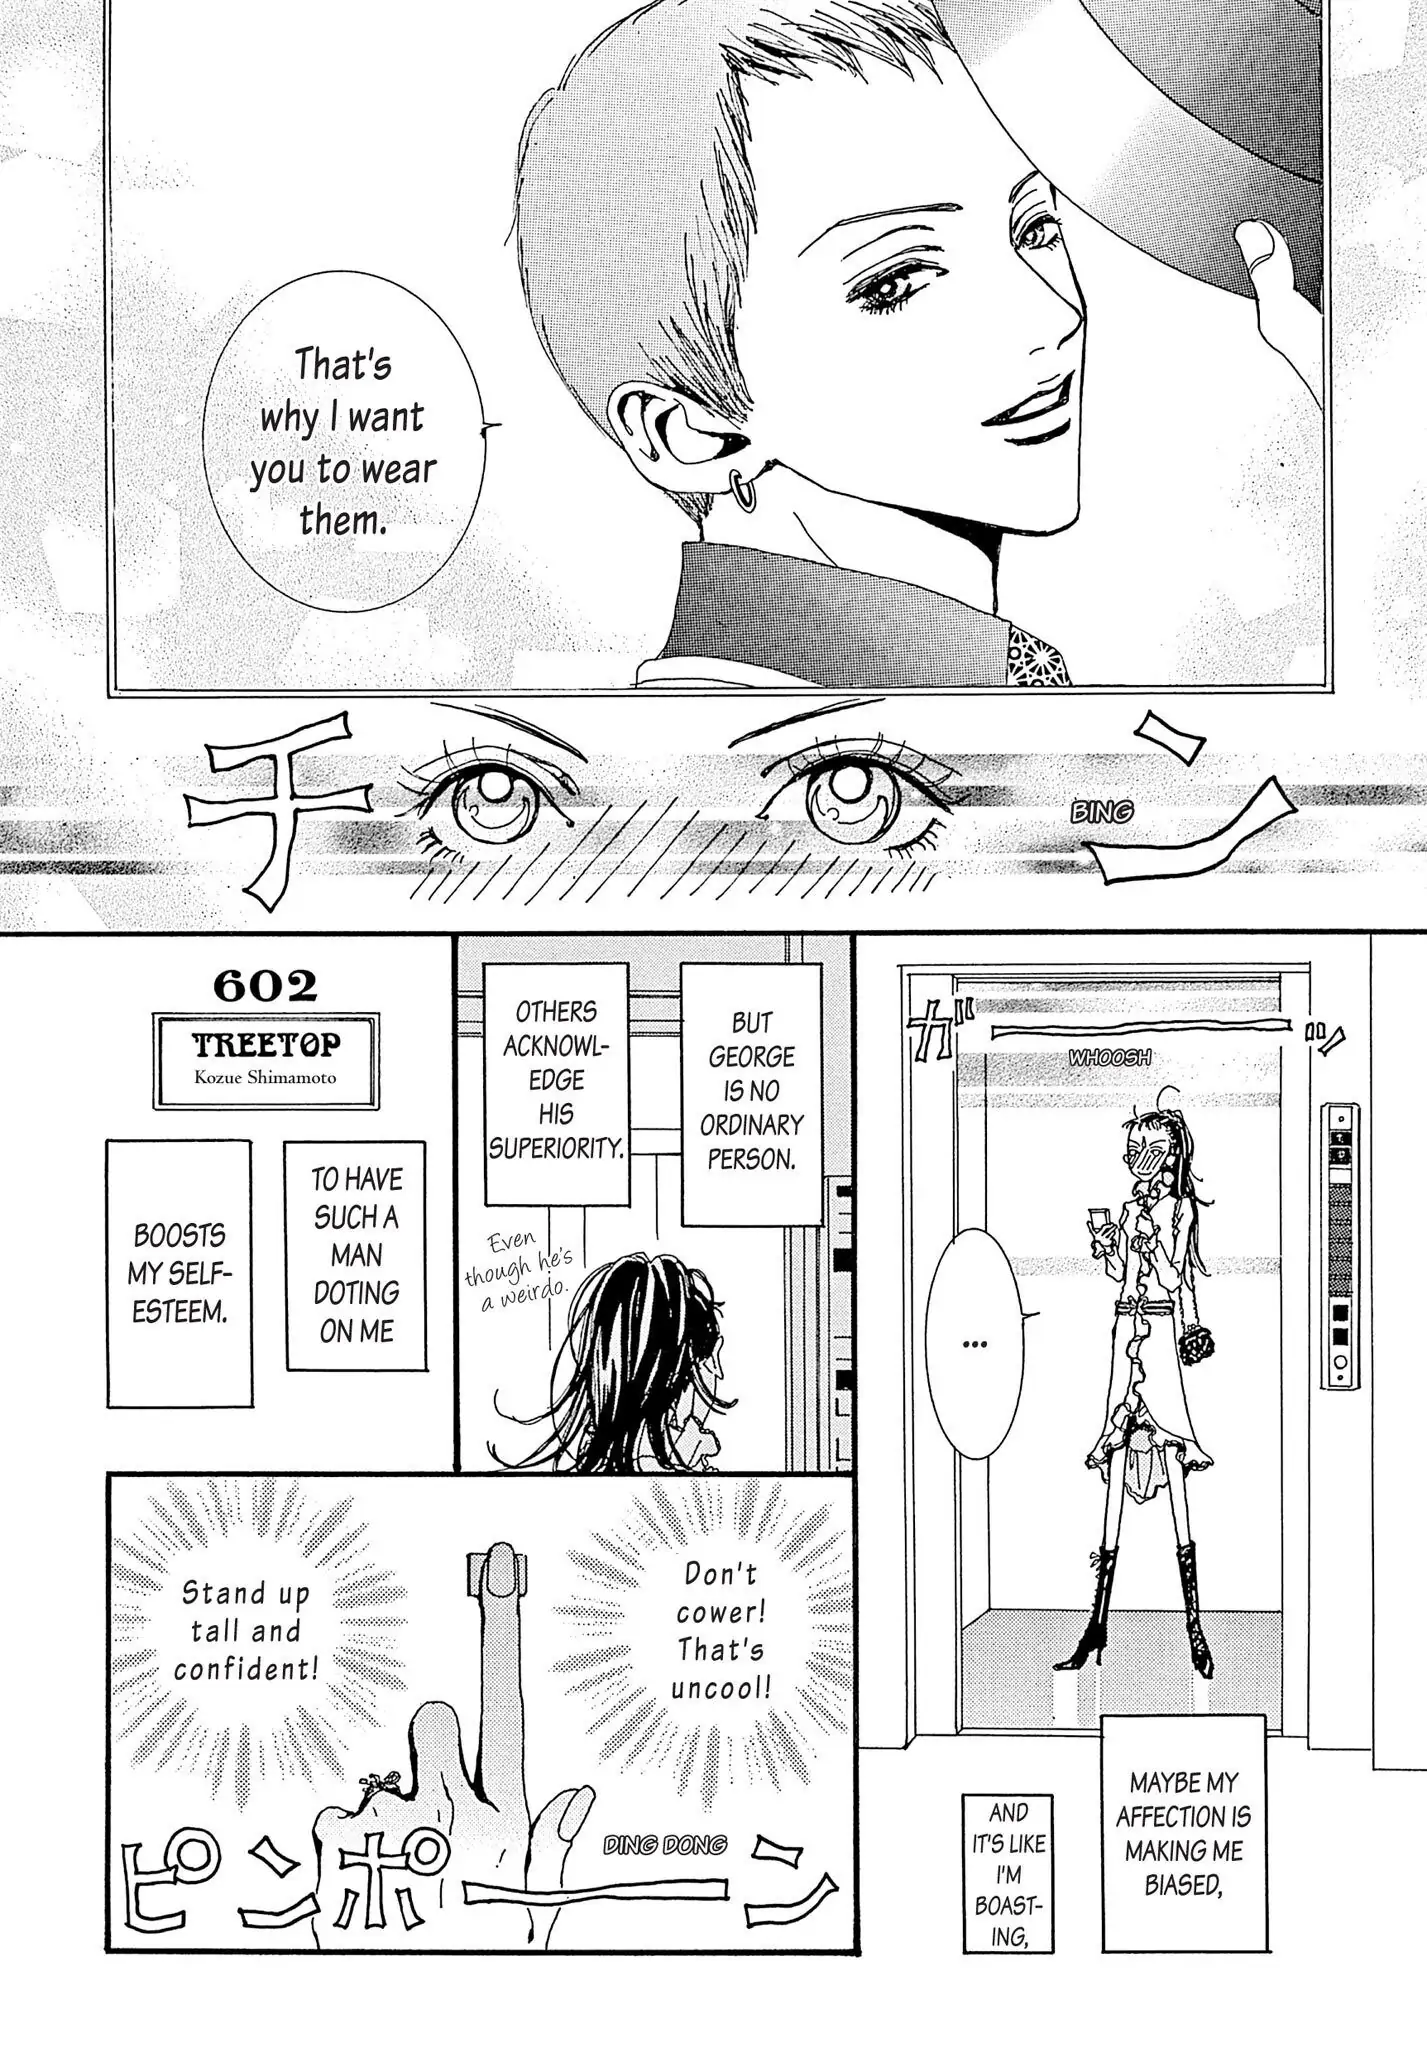 That's
why I want
you to wear
them.
チン
BING
ガーッ
WHOOSH
...
MAYBE MY
AFFECTION IS
MAKING ME
BIASED,
AND
IT'S LIKE
I'M
BOAST-
ING,
BUT
GEORGE
IS NO
ORDINARY
PERSON.
OTHERS
ACKNOWL-
EDGE
HIS
SUPERIORITY.
Even
though he's
a weirdo.
602
TREETOP
Kozue Shimamoto
TO HAVE
SUCH A
MAN
DOTING
ON ME
BOOSTS
MY SELF-
ESTEEM.
Don't
cower!
That's
uncool!
Stand up
tall and
confident!
ピンポーン
DING DONG